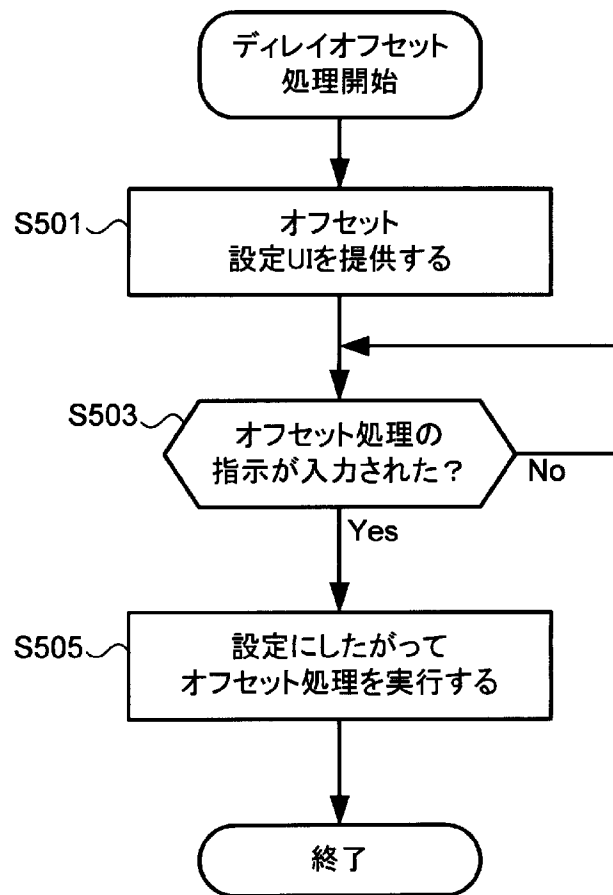 ディレイオフセット
処理開始
S501
オフセット
設定UIを提供する
S503
オフセット処理の
指示が入力された？
No
Yes
S505
設定にしたがって
オフセット処理を実行する
終了